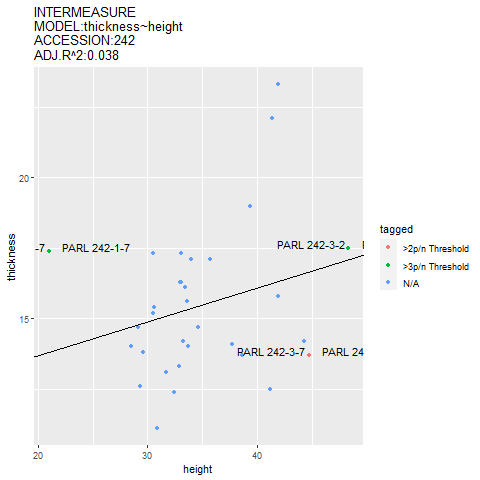 INTERMEASURE
MODEL:thickness~height
ACCESSION:242
ADJ.R^2:0.038
20
15
thickness
-7
PARL 242-1-7
PARL 242-3-2
PARL 242-3-7
PARL 24
20
30
40
height
tagged
>2p/n Threshold
>3p/n Threshold
N/A